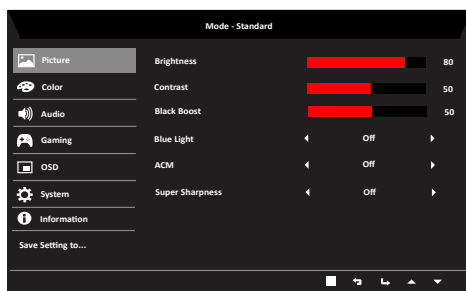 Mode - Standard
Picture
Brightness 80
Color
Contrast 50
Audio
Black Boost 50
Gaming
Blue Light Off
OSD
ACM Off
System
Super Sharpness Off
Information
Save Setting to...